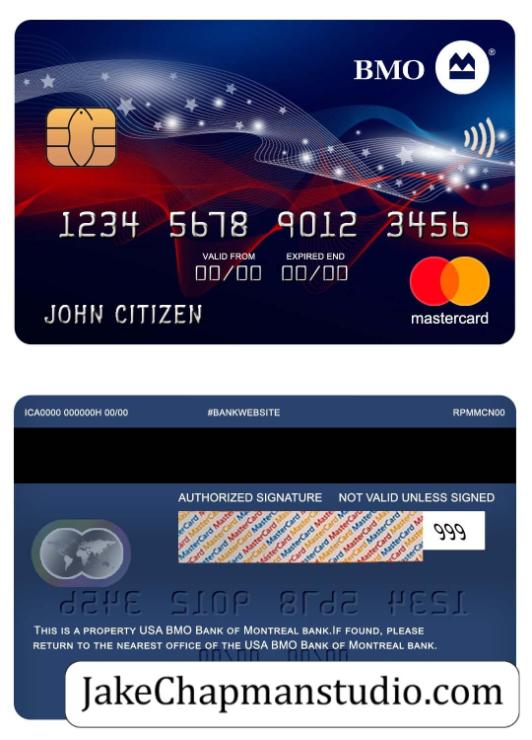 BMO ®
1234 5678 9012 3456
VALID FROM EXPIRED END
00/00 00/00
JOHN CITIZEN
mastercard
ICA0000 000000H 00/00 #BANKWEBSITE RPMMCN00
AUTHORIZED SIGNATURE NOT VALID UNLESS SIGNED
MasterCard
999
THIS IS A PROPERTY USA BMO BANK OF MONTREAL BANK.IF FOUND, PLEASE
RETURN TO THE NEAREST OFFICE OF THE USA BMO BANK OF MONTREAL BANK.
JakeChapmanstudio.com